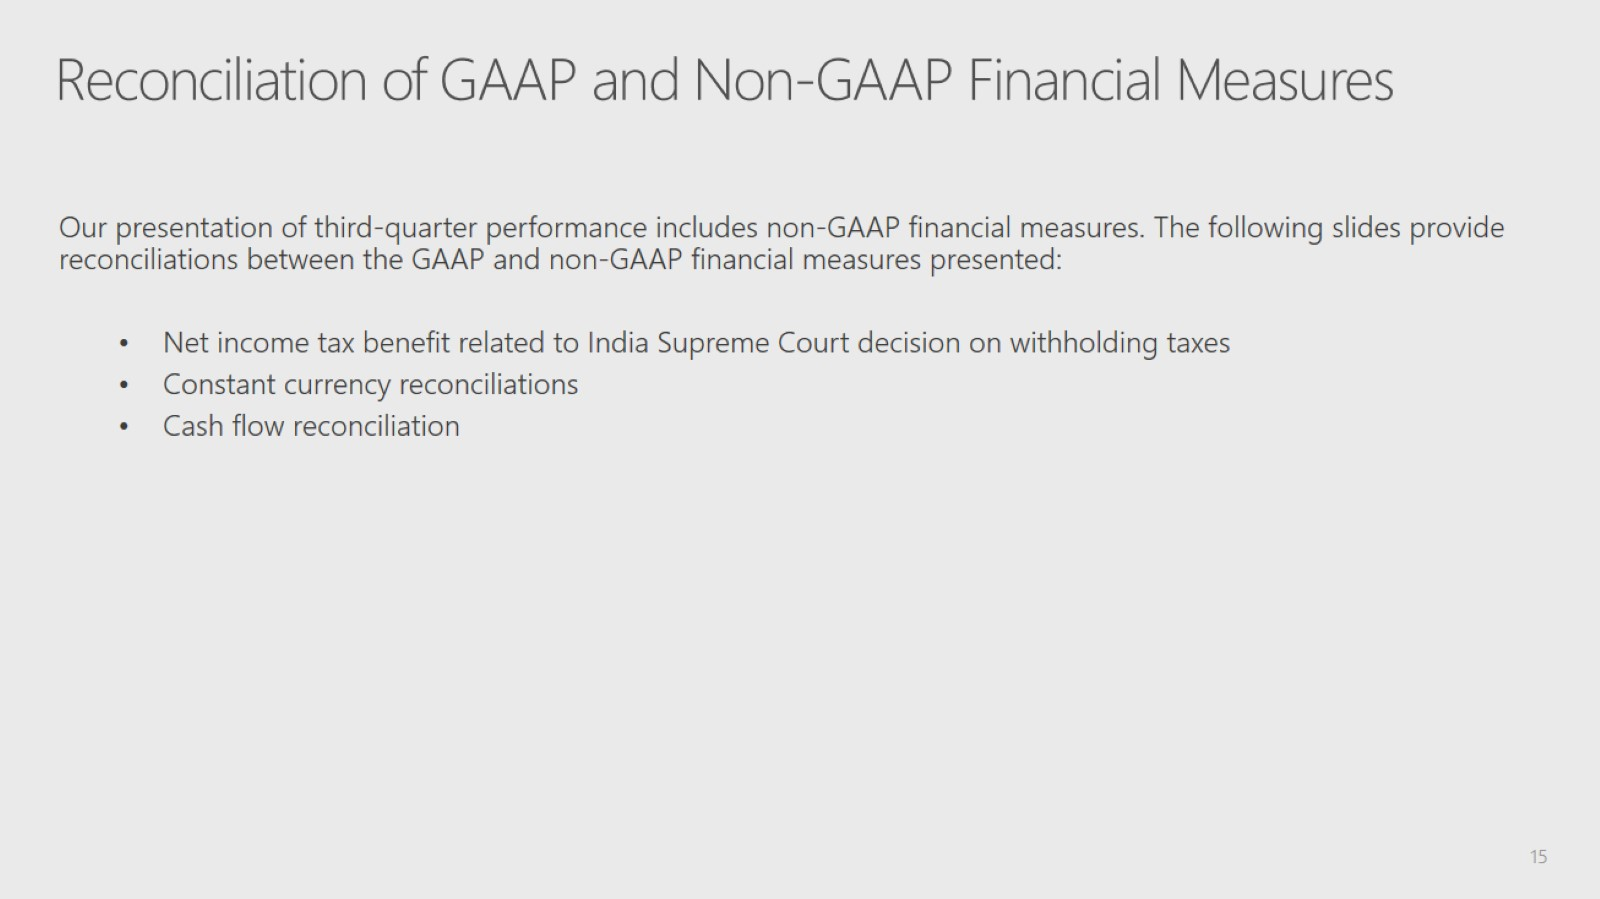 Reconciliation of GAAP and Non-GAAP Financial Measures
Our presentation of third-quarter performance includes non-GAAP financial measures. The following slides provide
reconciliations between the GAAP and non-GAAP financial measures presented:
• Net income tax benefit related to India Supreme Court decision on withholding taxes
• Constant currency reconciliations
• Cash flow reconciliation
15